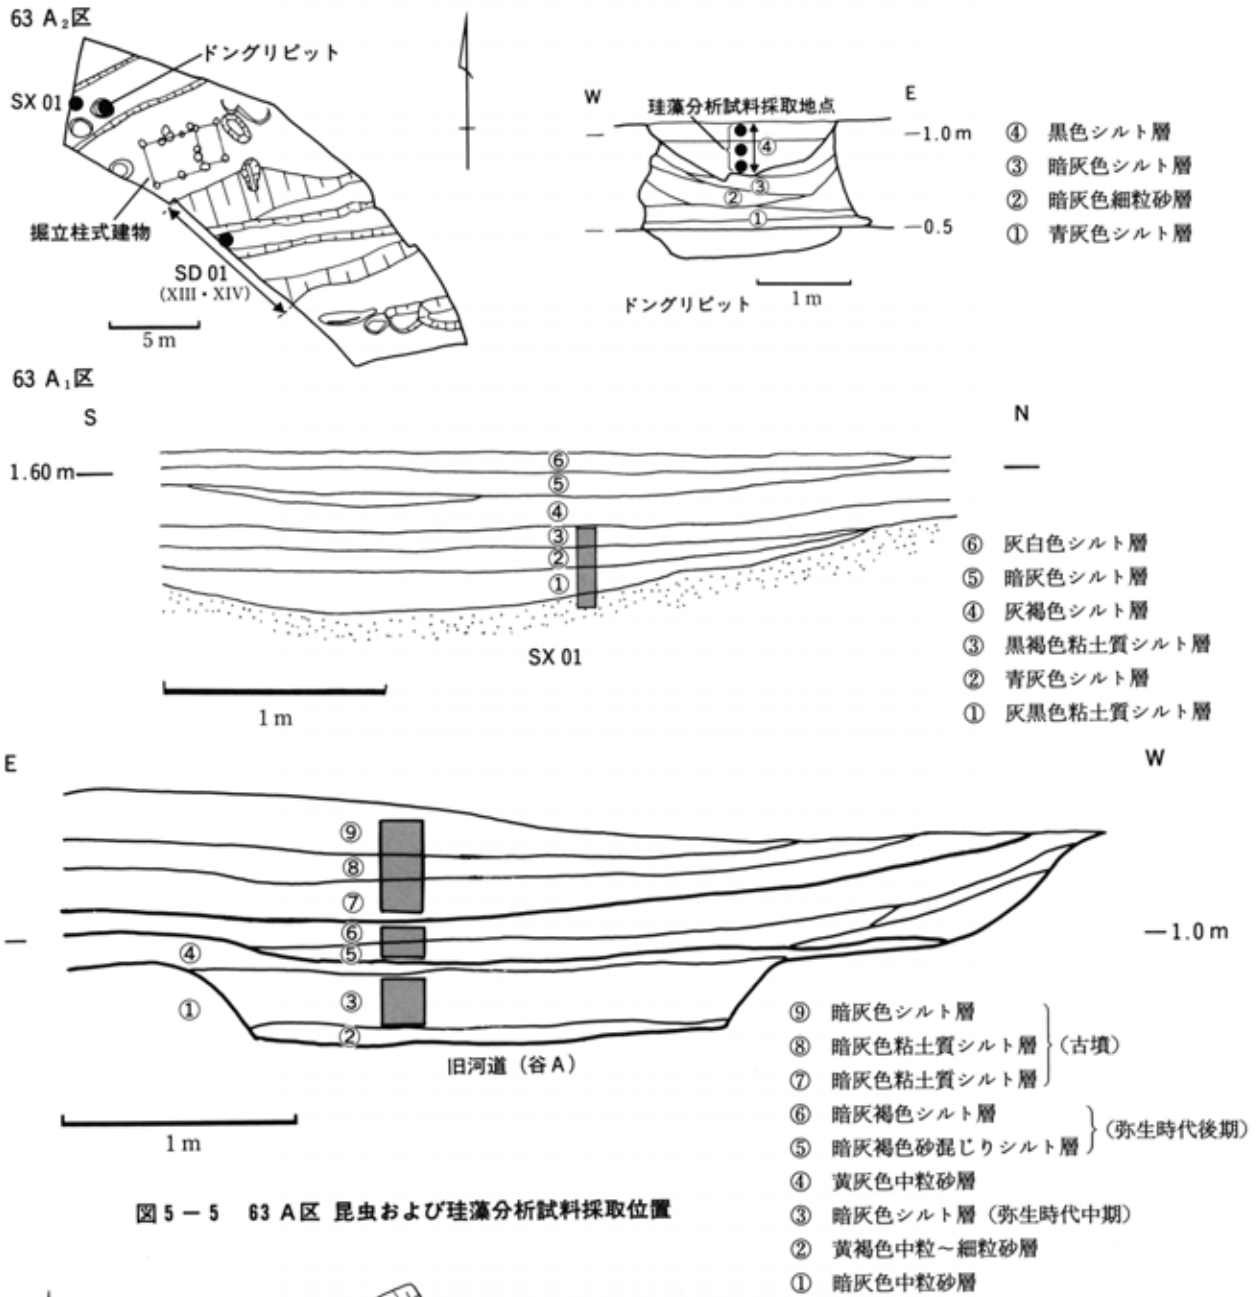 63 A₂区
ドングリピット
SX 01
掘立柱式建物
SD 01
(XIII・XIV)
5 m
W
E
珪藻分析試料採取地点
1.0 m
④
③
②
①
0.5
1 m
ドングリピット
④ 黒色シルト層
③ 暗灰色シルト層
② 暗灰色細粒砂層
① 青灰色シルト層
63 A₁区
S
N
1.60 m
⑥
⑤
④
③
②
①
SX 01
1 m
⑥ 灰白色シルト層
⑤ 暗灰色シルト層
④ 灰褐色シルト層
③ 黒褐色粘土質シルト層
② 青灰色シルト層
① 灰黒色粘土質シルト層
E
W
⑨
⑧
⑦
⑥
⑤
④
③
①
②
1.0 m
旧河道（谷A）
1 m
⑨ 暗灰色シルト層
⑧ 暗灰色粘土質シルト層 （古墳）
⑦ 暗灰色粘土質シルト層
⑥ 暗灰褐色シルト層
（弥生時代後期）
⑤ 暗灰褐色砂混じりシルト層
④ 黄灰色中粒砂層
③ 暗灰色シルト層（弥生時代中期）
② 黄褐色中粒～細粒砂層
① 暗灰色中粒砂層
図5－5 63 A区 昆虫および珪藻分析試料採取位置